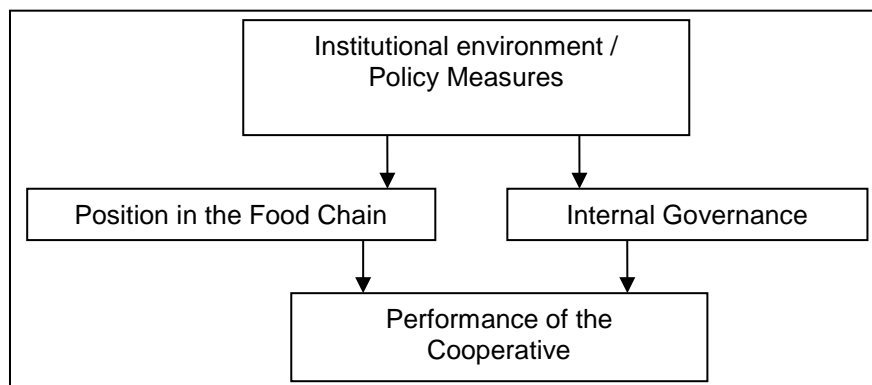 Institutional environment /
Policy Measures
Position in the Food Chain
Internal Governance
Performance of the
Cooperative